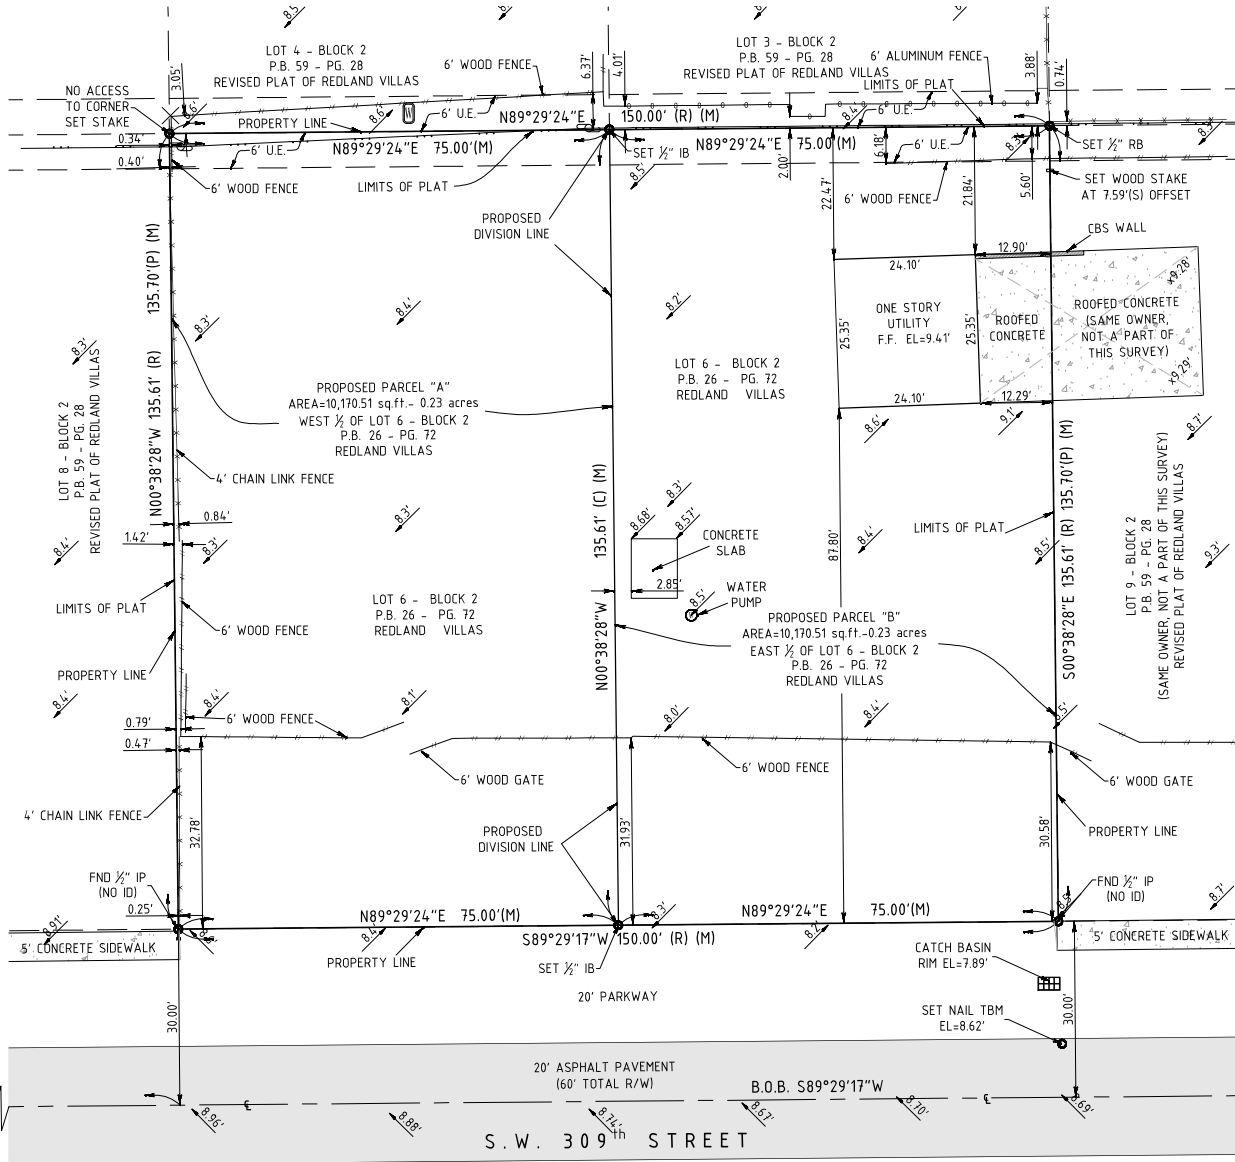 8.5'
LOT 4 - BLOCK 2
P.B. 59 - PG. 28
REVISED PLAT OF REDLAND VILLAS
6' WOOD FENCE
3.05'
6.37'
4.01'
LOT 3 - BLOCK 2
P.B. 59 - PG. 28
REVISED PLAT OF REDLAND VILLAS
6' ALUMINUM FENCE
LIMITS OF PLAT
3.88'
0.74'
NO ACCESS
TO CORNER
SET STAKE
8.6'
PROPERTY LINE
8.6'
W
6' U.E.
N89°29'24"E 150.00' (R) (M)
8.4'
6' U.E.
0.34'
0.40'
6' U.E.
N89°29'24"E 75.00'(M)
SET ½" IB
N89°29'24"E 75.00'(M)
6.18'
6' U.E.
8.3'
SET ½" RB
8.3'
6' WOOD FENCE
LIMITS OF PLAT
8.5'
2.00'
22.47'
6' WOOD FENCE
21.84'
5.60'
SET WOOD STAKE
AT 7.59'(S) OFFSET
PROPOSED
DIVISION LINE
CBS WALL
12.90'
24.10'
x9.28'
N00°38'28"W 135.61' (R) 135.70'(P) (M)
8.3'
8.4'
8.2'
25.35'
ONE STORY
UTILITY
F.F. EL=9.41'
25.35'
ROOFED
CONCRETE
ROOFED CONCRETE
(SAME OWNER,
NOT A PART OF
THIS SURVEY)
x9.29'
8.3'
LOT 8 - BLOCK 2
P.B. 59 - PG. 28
REVISED PLAT OF REDLAND VILLAS
PROPOSED PARCEL "A"
AREA=10,170.51 sq.ft.- 0.23 acres
WEST ½ OF LOT 6 - BLOCK 2
P.B. 26 - PG. 72
REDLAND VILLAS
LOT 6 - BLOCK 2
P.B. 26 - PG. 72
REDLAND VILLAS
24.10'
12.29'
8.6'
9.1'
8.7'
4' CHAIN LINK FENCE
0.84'
1.42'
8.3'
8.3'
8.4'
N00°38'28"W 135.61' (C) (M)
8.3'
8.68'
8.57'
CONCRETE
SLAB
2.85'
8.5'
WATER
PUMP
87.80'
8.4'
LIMITS OF PLAT
8.5'
S00°38'28"E 135.61' (R) 135.70'(P) (M)
LOT 9 - BLOCK 2
P.B. 59 - PG. 28
(SAME OWNER, NOT A PART OF THIS SURVEY)
REVISED PLAT OF REDLAND VILLAS
9.3'
LIMITS OF PLAT
LOT 6 - BLOCK 2
P.B. 26 - PG. 72
REDLAND VILLAS
6' WOOD FENCE
PROPOSED PARCEL "B"
AREA=10,170.51 sq.ft.-0.23 acres
EAST ½ OF LOT 6 - BLOCK 2
P.B. 26 - PG. 72
REDLAND VILLAS
PROPERTY LINE
8.4'
8.4'
8.1'
8.0'
8.4'
8.5'
0.79'
6' WOOD FENCE
0.47'
6' WOOD GATE
6' WOOD FENCE
6' WOOD GATE
4' CHAIN LINK FENCE
32.78'
PROPOSED
DIVISION LINE
31.93'
30.58'
PROPERTY LINE
FND ½" IP
(NO ID)
FND ½" IP
(NO ID)
0.25'
8.91'
N89°29'24"E 75.00'(M)
8.3'
N89°29'24"E 75.00'(M)
8.7'
5' CONCRETE SIDEWALK
8.4'
S89°29'17"W 150.00' (R) (M)
8.2'
5' CONCRETE SIDEWALK
PROPERTY LINE
SET ½" IB
CATCH BASIN
RIM EL=7.89'
20' PARKWAY
30.00'
30.00'
SET NAIL TBM
EL=8.62'
20' ASPHALT PAVEMENT
(60' TOTAL R/W)
B.O.B. S89°29'17"W
8.96'
8.88'
8.74'
8.67'
8.70'
8.69'
S.W. 309th STREET